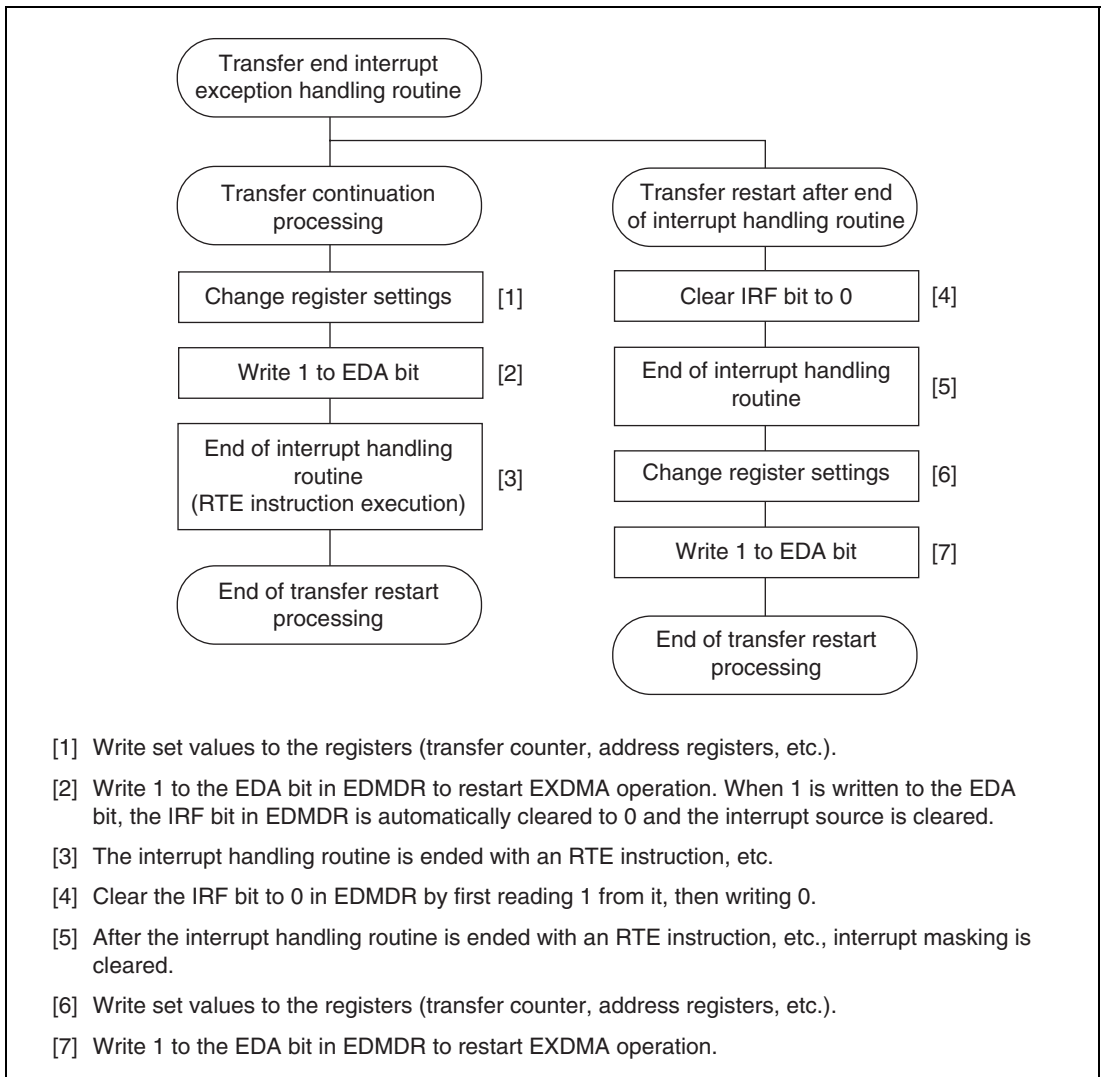 Transfer end interrupt
exception handling routine
Transfer continuation
processing
Change register settings [1]
Write 1 to EDA bit [2]
End of interrupt handling
routine
(RTE instruction execution) [3]
End of transfer restart
processing
Transfer restart after end
of interrupt handling routine
Clear IRF bit to 0 [4]
End of interrupt handling
routine [5]
Change register settings [6]
Write 1 to EDA bit [7]
End of transfer restart
processing
[1] Write set values to the registers (transfer counter, address registers, etc.).
[2] Write 1 to the EDA bit in EDMDR to restart EXDMA operation. When 1 is written to the EDA
bit, the IRF bit in EDMDR is automatically cleared to 0 and the interrupt source is cleared.
[3] The interrupt handling routine is ended with an RTE instruction, etc.
[4] Clear the IRF bit to 0 in EDMDR by first reading 1 from it, then writing 0.
[5] After the interrupt handling routine is ended with an RTE instruction, etc., interrupt masking is
cleared.
[6] Write set values to the registers (transfer counter, address registers, etc.).
[7] Write 1 to the EDA bit in EDMDR to restart EXDMA operation.